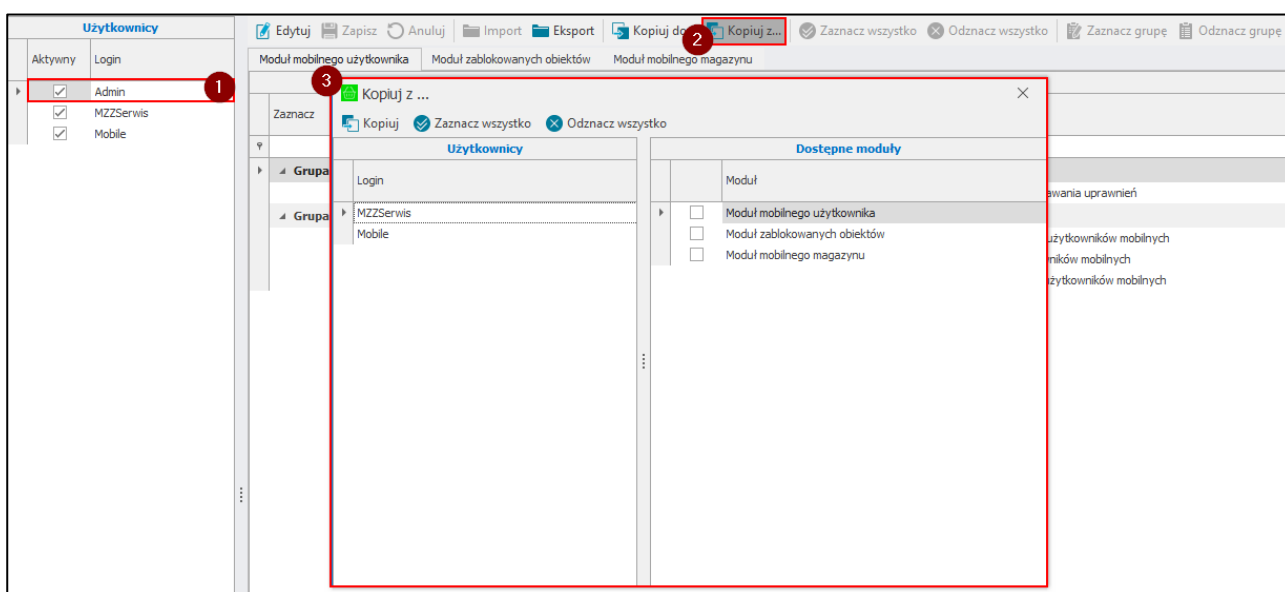 Użytkownicy
Edytuj Zapisz Anuluj Import Eksport Kopiuj do Kopiuj z... Zaznacz wszystko Odznacz wszystko Zaznacz grupę Odznacz grupę
2
Aktywny Login
Moduł mobilnego użytkownika Moduł zablokowanych obiektów Moduł mobilnego magazynu
Admin 1
MZZSerwis
Mobile
3
Zaznacz
Kopiuj z ...
Kopiuj Zaznacz wszystko Odznacz wszystko
Użytkownicy Dostępne moduły
Login Moduł
MZZSerwis
Mobile
Moduł mobilnego użytkownika
Moduł zablokowanych obiektów
Moduł mobilnego magazynu
Grupa
Grupa
awania uprawnień
użytkowników mobilnych
ników mobilnych
użytkowników mobilnych